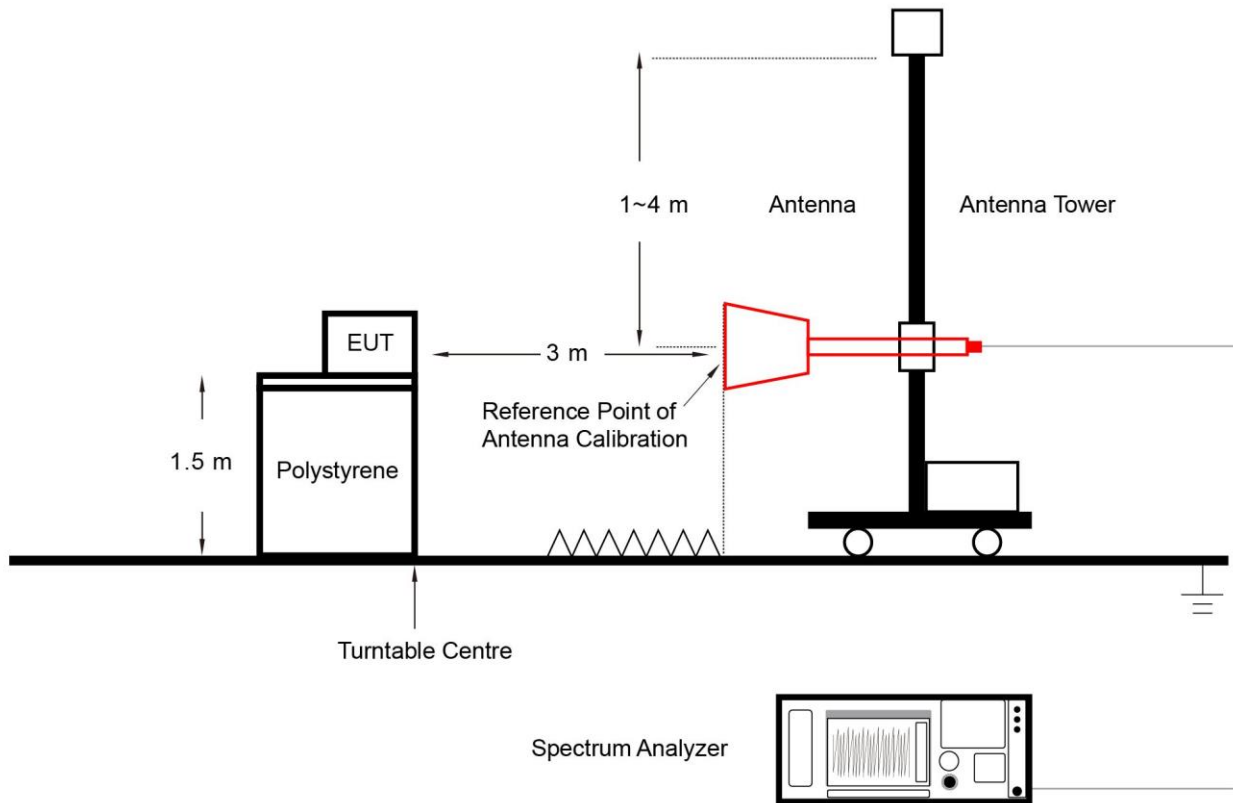 1~4 m
Antenna
Antenna Tower
EUT
3 m
Reference Point of
Antenna Calibration
1.5 m
Polystyrene
Turntable Centre
Spectrum Analyzer